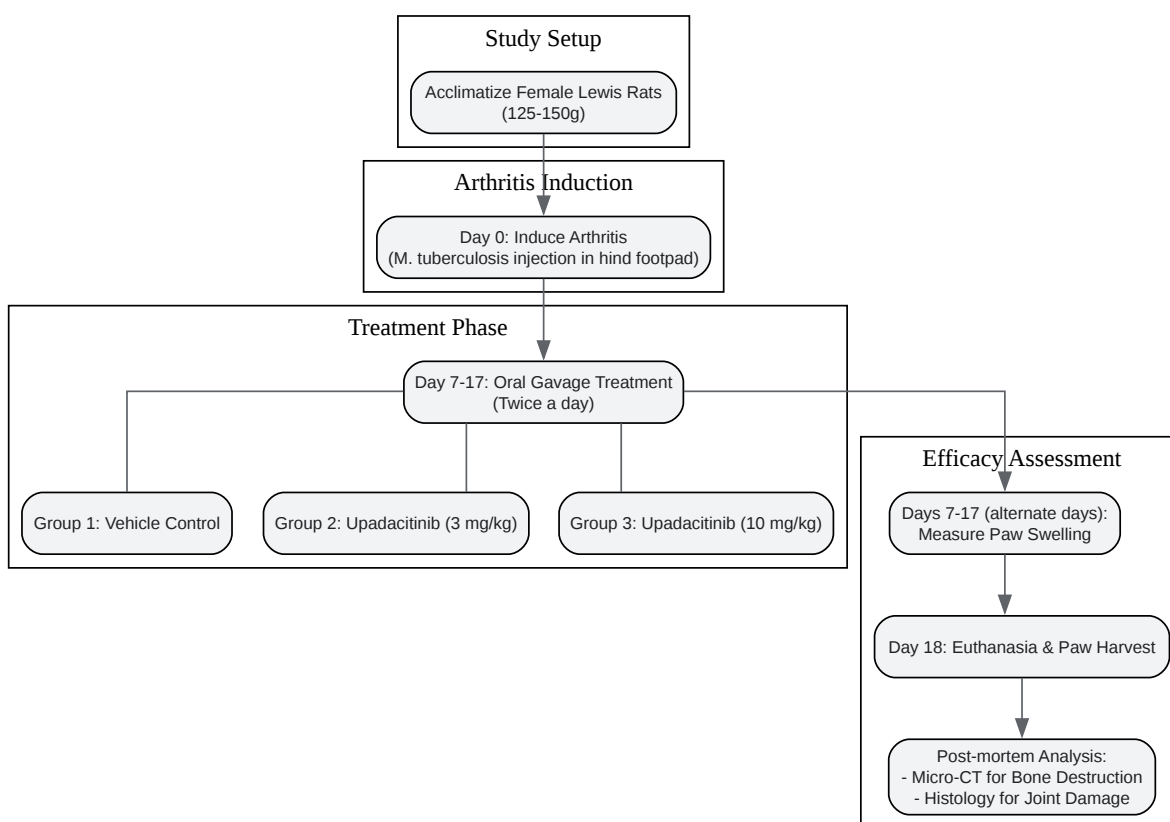 Study Setup
Acclimatize Female Lewis Rats
(125-150g)
Arthritis Induction
Day 0: Induce Arthritis
(M. tuberculosis injection in hind footpad)
Treatment Phase
Day 7-17: Oral Gavage Treatment
(Twice a day)
Group 1: Vehicle Control
Group 2: Upadacitinib (3 mg/kg)
Group 3: Upadacitinib (10 mg/kg)
Efficacy Assessment
Days 7-17 (alternate days):
Measure Paw Swelling
Day 18: Euthanasia & Paw Harvest
Post-mortem Analysis:
- Micro-CT for Bone Destruction
- Histology for Joint Damage